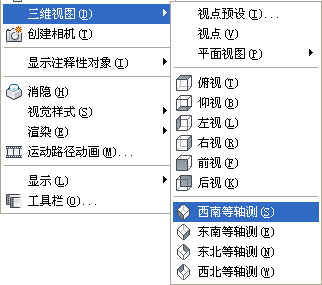 三维视图(D)
创建相机(T)
显示注释性对象(I)
消隐(H)
视觉样式(S)
渲染(E)
运动路径动画(M)...
显示(L)
工具栏(O)...
视点预设(I)...
视点(V)
平面视图(P)
俯视(T)
仰视(B)
左视(L)
右视(R)
前视(F)
后视(K)
西南等轴测(S)
东南等轴测(E)
东北等轴测(N)
西北等轴测(W)